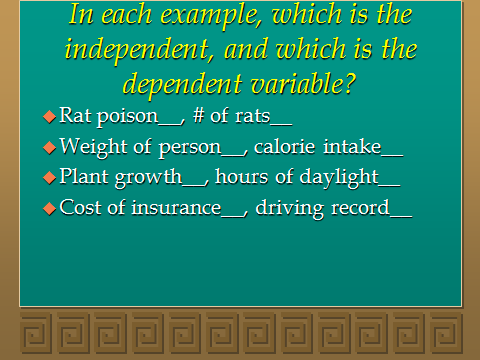 In each example, which is the
independent, and which is the
dependent variable?
Rat poison__, # of rats__
Weight of person__, calorie intake__
Plant growth__, hours of daylight__
Cost of insurance__, driving record__